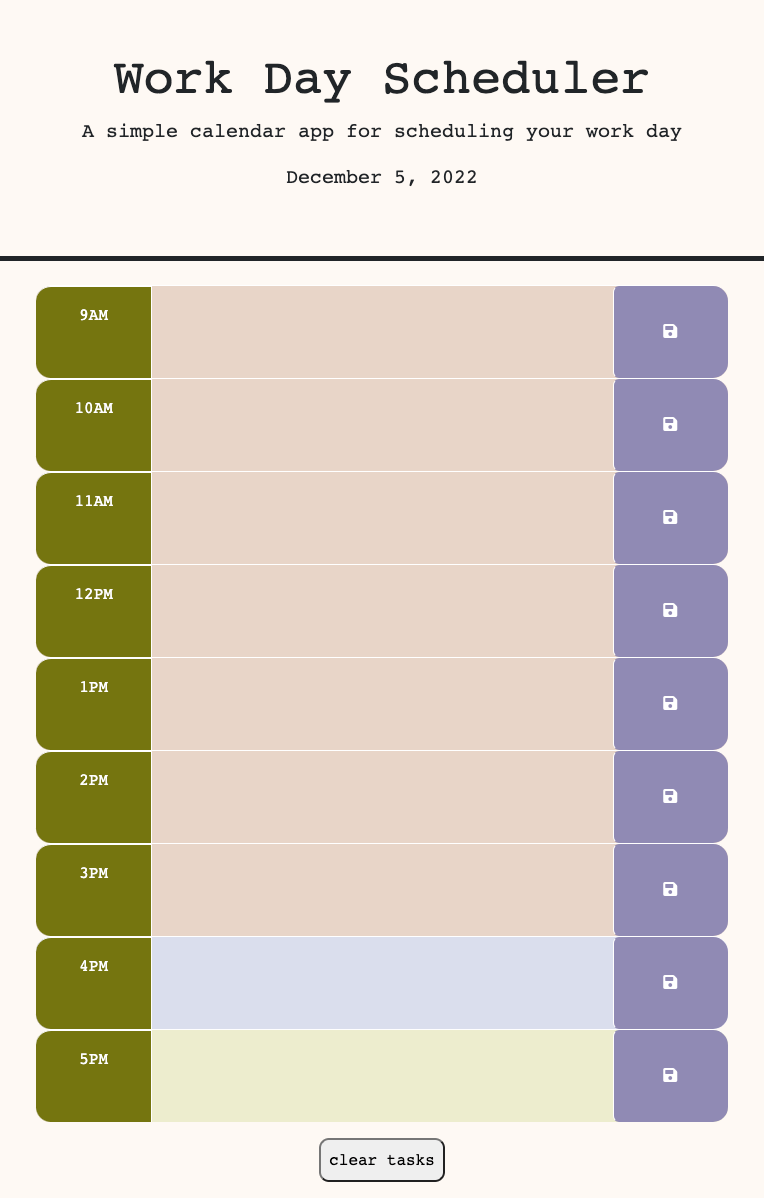 Work Day Scheduler
A simple calendar app for scheduling your work day
December 5, 2022
9AM
10AM
11AM
12PM
1PM
2PM
3PM
4PM
5PM
clear tasks